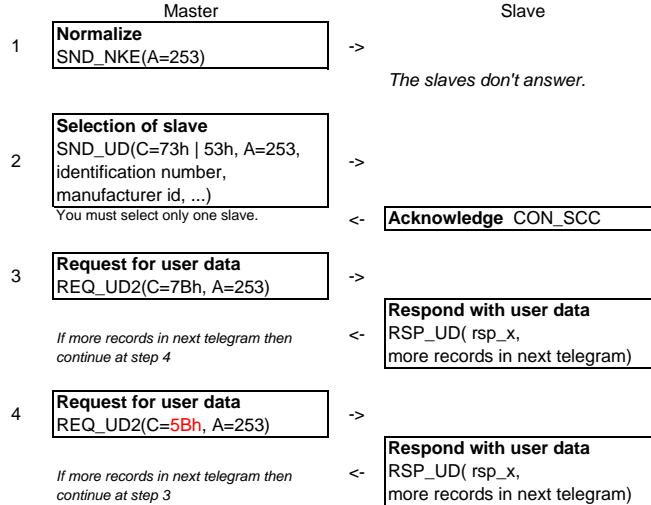 Master Slave
Normalize
1 SND_NKE(A=253) ->
The slaves don't answer.
Selection of slave
SND_UD(C=73h | 53h, A=253,
2 identification number, ->
manufacturer id, ...)
You must select only one slave.
<- Acknowledge CON_SCC
Request for user data
3 REQ_UD2(C=7Bh, A=253) ->
Respond with user data
If more records in next telegram then <- RSP_UD( rsp_x,
continue at step 4 more records in next telegram)
Request for user data
4 REQ_UD2(C=5Bh, A=253) ->
Respond with user data
If more records in next telegram then <- RSP_UD( rsp_x,
continue at step 3 more records in next telegram)